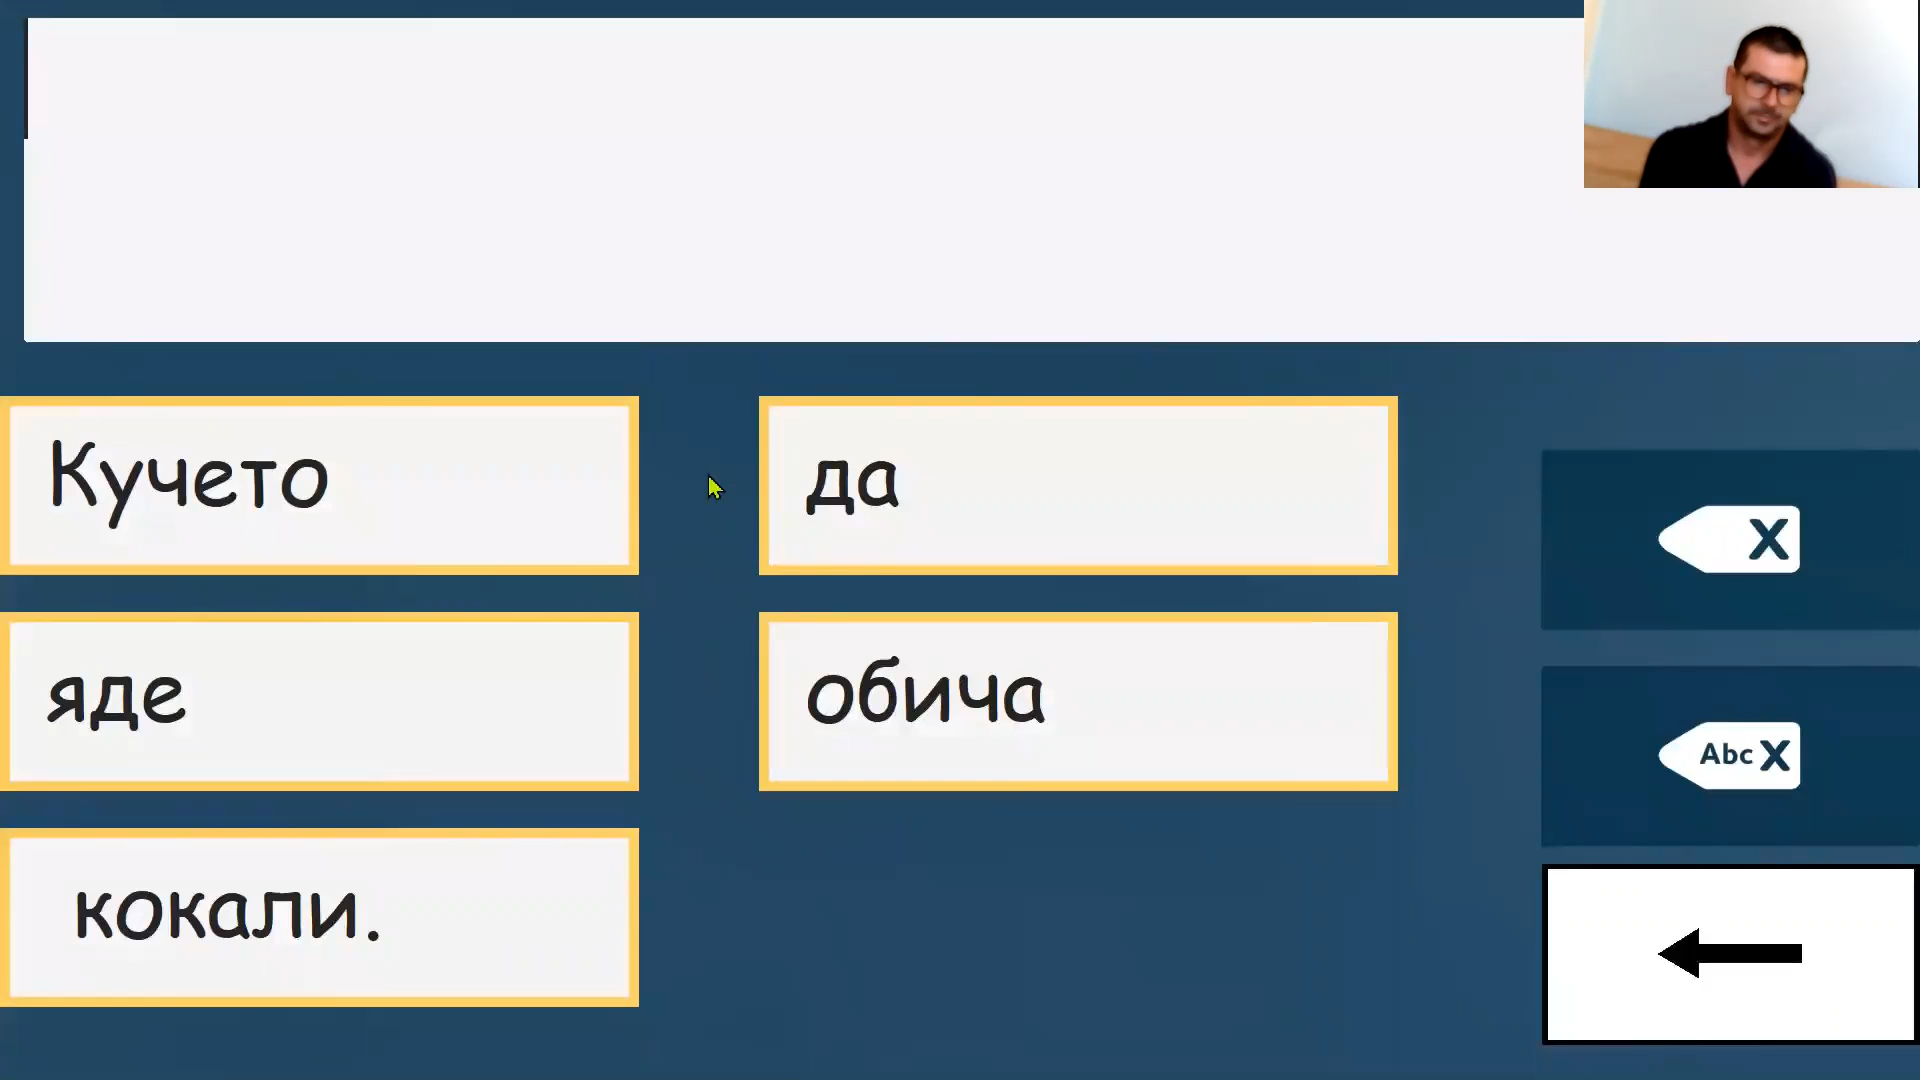 Кучето
да
яде
обича
кокали.
X
Abc X